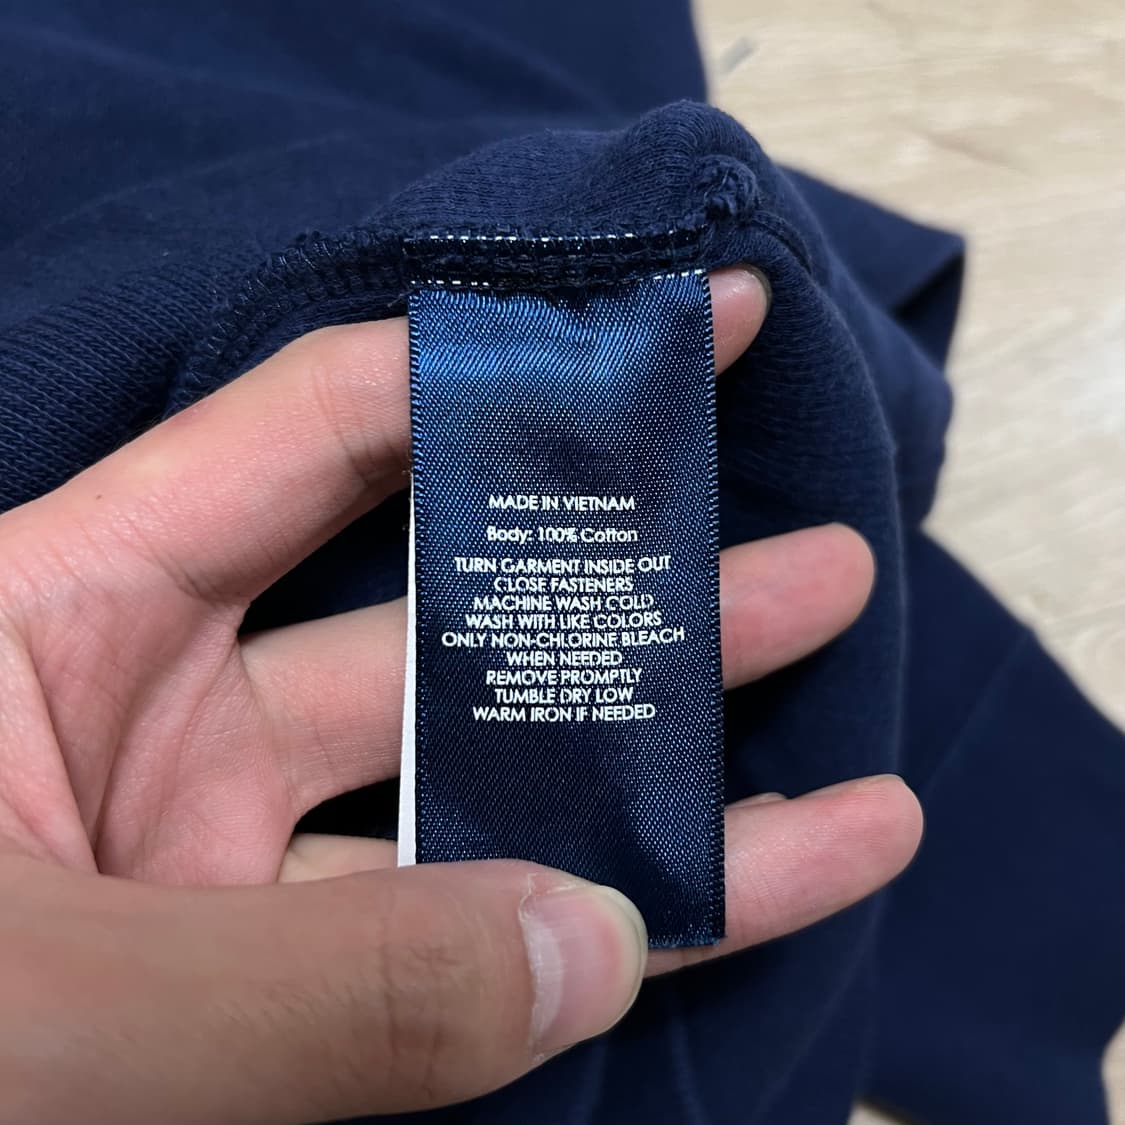 MADE IN VIETNAM
Body: 100% Cotton
TURN GARMENT INSIDE OUT
CLOSE FASTENERS
MACHINE WASH COLD
WASH WITH LIKE COLORS
ONLY NON-CHLORINE BLEACH
WHEN NEEDED
REMOVE PROMPTLY
TUMBLE DRY LOW
WARM IRON IF NEEDED